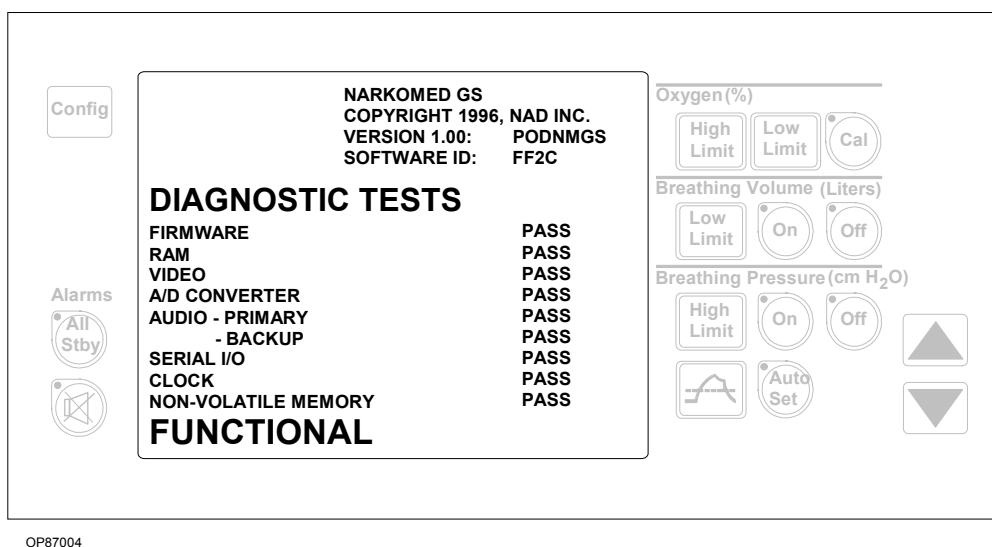 Config
NARKOMED GS
COPYRIGHT 1996, NAD INC.
VERSION 1.00: PODNMGS
SOFTWARE ID: FF2C
DIAGNOSTIC TESTS
FIRMWARE PASS
RAM PASS
VIDEO PASS
A/D CONVERTER PASS
AUDIO - PRIMARY PASS
- BACKUP PASS
SERIAL I/O PASS
CLOCK PASS
NON-VOLATILE MEMORY PASS
FUNCTIONAL
Alarms
All
Stby
Oxygen (%)
High
Limit
Low
Limit
Cal
Breathing Volume (Liters)
Low
Limit
On
Off
Breathing Pressure (cm H₂O)
High
Limit
On
Off
Auto
Set
OP87004